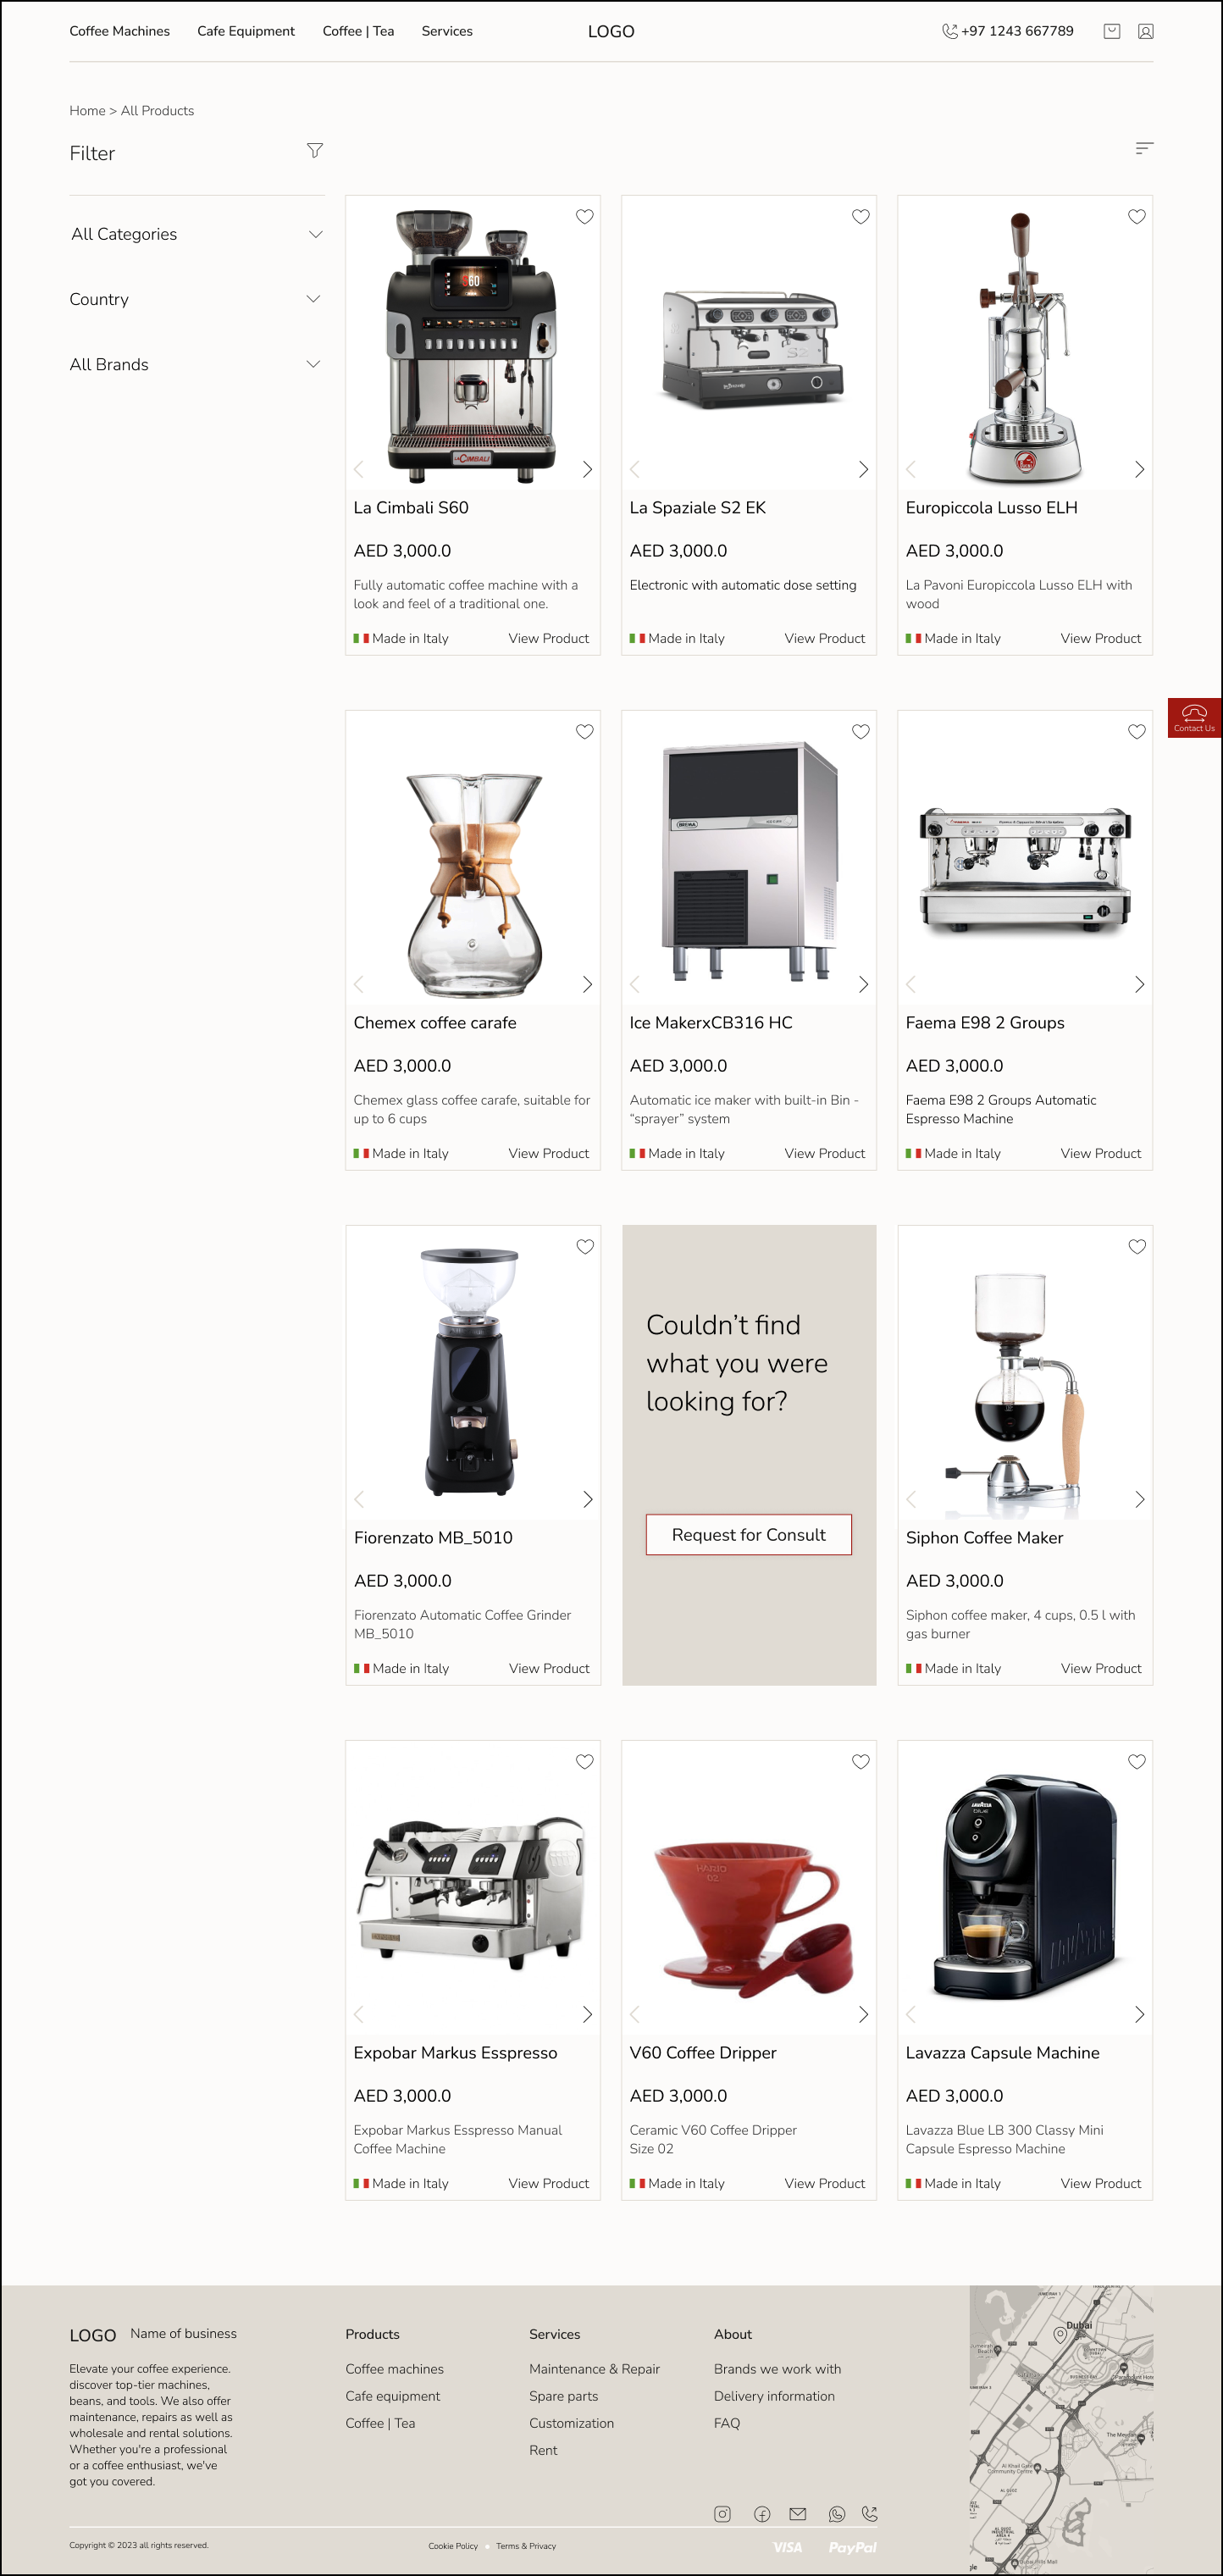 Coffee Machines
Cafe Equipment
Coffee | Tea
Services
LOGO
+97 1243 667789
Home > All Products
Filter
All Categories
Country
All Brands
S60
LA CIMBALI
La Cimbali S60
AED 3,000.0
Fully automatic coffee machine with a
look and feel of a traditional one.
Made in Italy
View Product
S2
La Spaziale S2 EK
AED 3,000.0
Electronic with automatic dose setting
Made in Italy
View Product
Europiccola Lusso ELH
AED 3,000.0
La Pavoni Europiccola Lusso ELH with
wood
Made in Italy
View Product
Contact Us
Chemex coffee carafe
AED 3,000.0
Chemex glass coffee carafe, suitable for
up to 6 cups
Made in Italy
View Product
BREMA
Ice MakerxCB316 HC
AED 3,000.0
Automatic ice maker with built-in Bin -
“sprayer” system
Made in Italy
View Product
Faema E98 2 Groups
AED 3,000.0
Faema E98 2 Groups Automatic
Espresso Machine
Made in Italy
View Product
Fiorenzato MB_5010
AED 3,000.0
Fiorenzato Automatic Coffee Grinder
MB_5010
Made in Italy
View Product
Couldn’t find
what you were
looking for?
Request for Consult
Siphon Coffee Maker
AED 3,000.0
Siphon coffee maker, 4 cups, 0.5 l with
gas burner
Made in Italy
View Product
Expobar Markus Esspresso
AED 3,000.0
Expobar Markus Esspresso Manual
Coffee Machine
Made in Italy
View Product
HARIO
02
V60 Coffee Dripper
AED 3,000.0
Ceramic V60 Coffee Dripper
Size 02
Made in Italy
View Product
LAVAZZA
BLUE
Lavazza Capsule Machine
AED 3,000.0
Lavazza Blue LB 300 Classy Mini
Capsule Espresso Machine
Made in Italy
View Product
LOGO
Name of business
Elevate your coffee experience.
discover top-tier machines,
beans, and tools. We also offer
maintenance, repairs as well as
wholesale and rental solutions.
Whether you're a professional
or a coffee enthusiast, we've
got you covered.
Products
Coffee machines
Cafe equipment
Coffee | Tea
Services
Maintenance & Repair
Spare parts
Customization
Rent
About
Brands we work with
Delivery information
FAQ
Dubai
Al Khail Gate
Community Centre
AL QUOZ
Copyright © 2023 all rights reserved.
Cookie Policy
Terms & Privacy
VISA
PayPal